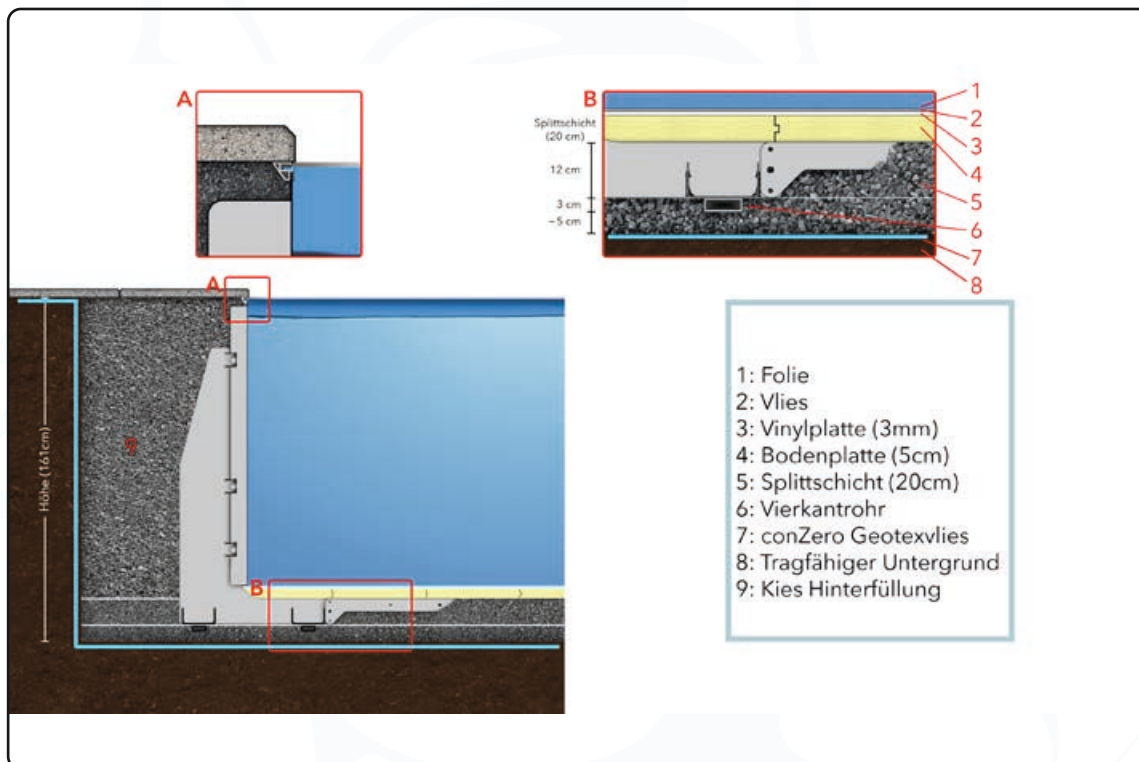 A
B
Splittschicht
(20 cm)
12 cm
3 cm
~5 cm
1
2
3
4
5
6
7
8
A
Höhe (161cm)
9
B
1: Folie
2: Vlies
3: Vinylplatte (3mm)
4: Bodenplatte (5cm)
5: Splittschicht (20cm)
6: Vierkantrohr
7: conZero Geotexvlies
8: Tragfähiger Untergrund
9: Kies Hinterfüllung